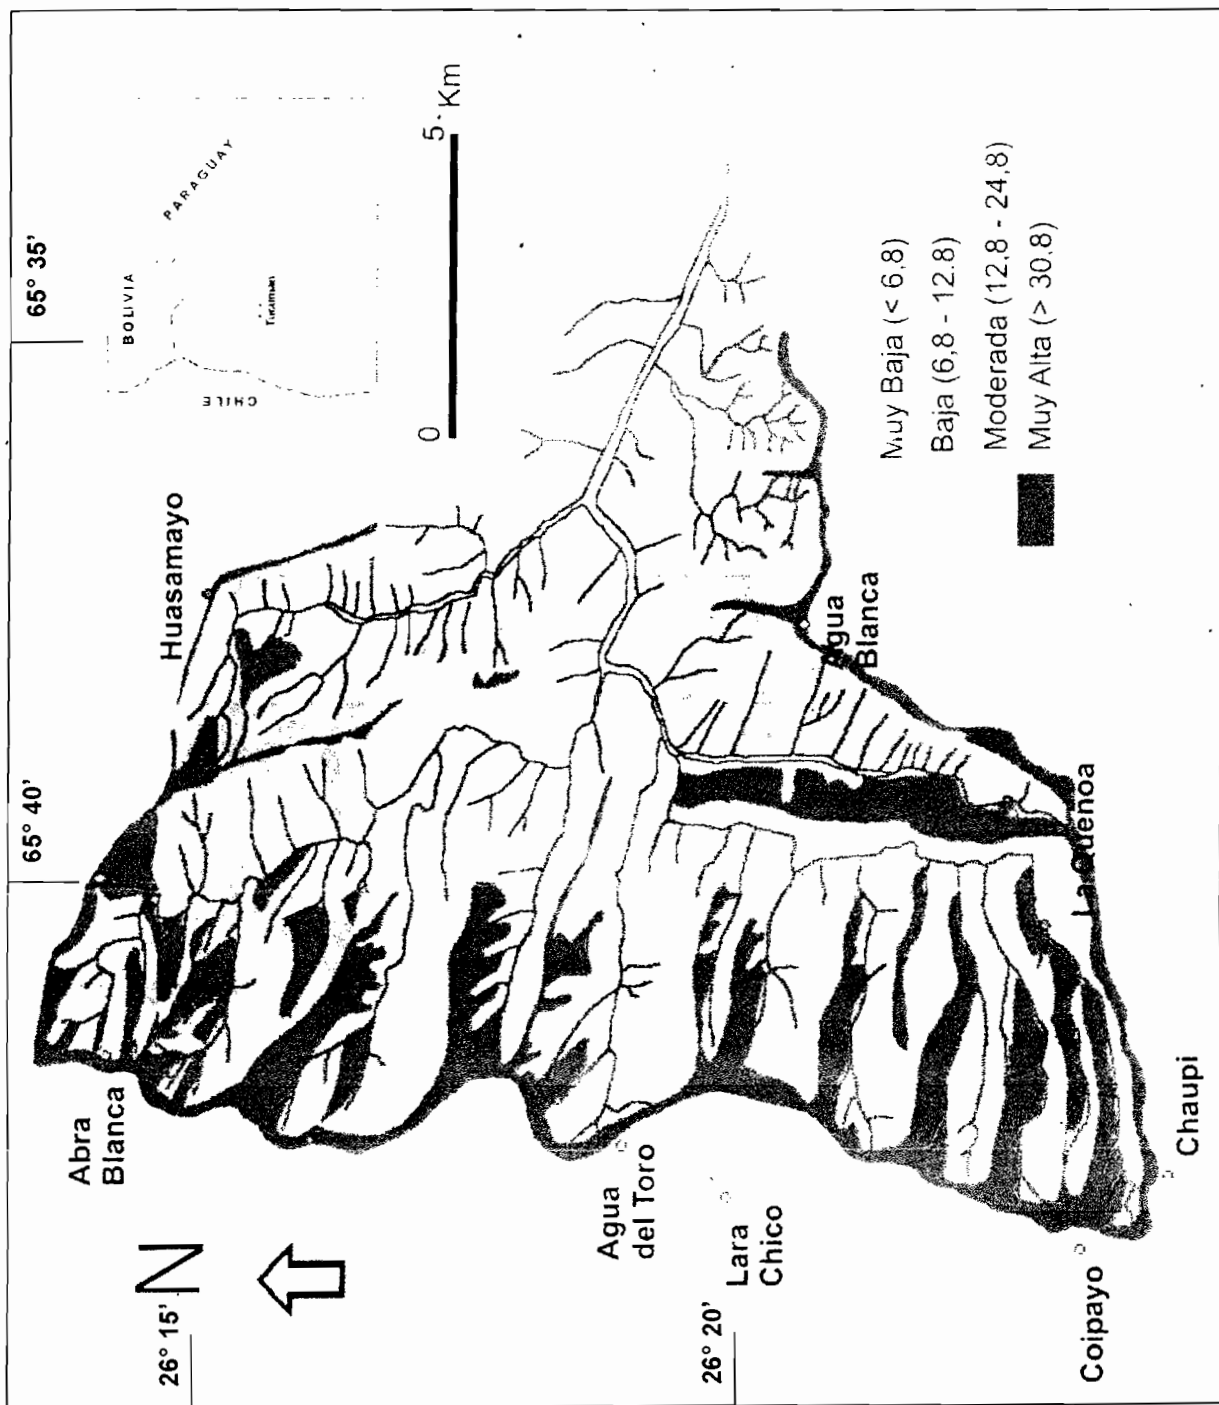 65° 40'
65° 35'
BOLIVIA
PARAGUAY
CHILE
Tucuman
0
5 Km
Huasamayo
Abra
Blanca
N
26° 15'
Agua
del Toro
Lara
Chico
26° 20'
Agua
Blanca
La Quenoa
Coipayo
Chaupi
Muy Baja (< 6,8)
Baja (6,8 - 12.8)
Moderada (12,8 - 24,8)
Muy Alta (> 30,8)